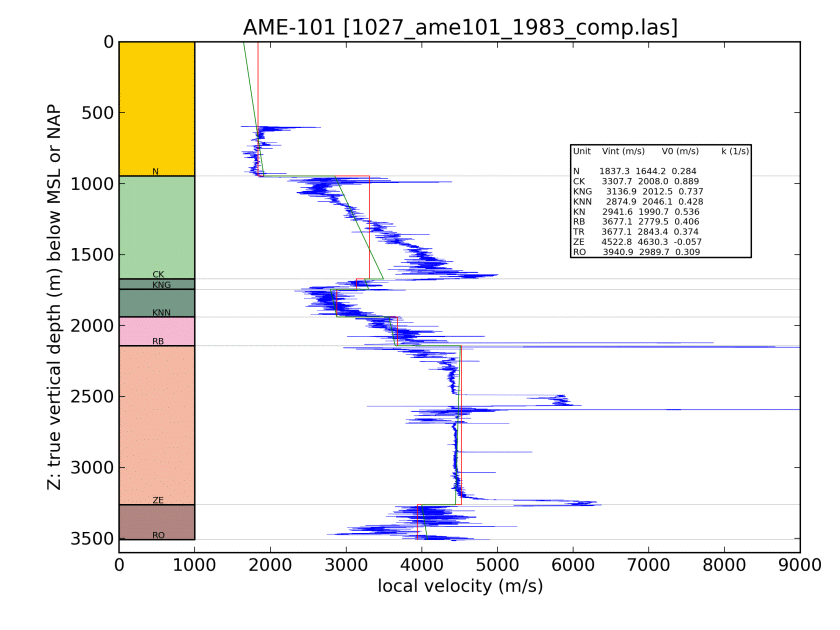 AME-101 [1027_ame101_1983_comp.las]
0
500
1000
1500
2000
2500
3000
3500
Z: true vertical depth (m) below MSL or NAP
N
CK
KNG
KNN
RB
ZE
RO
Unit Vint (m/s) V0 (m/s) k (1/s)
N 1837.3 1644.2 0.284
CK 3307.7 2008.0 0.889
KNG 3136.9 2012.5 0.737
KNN 2874.9 2046.1 0.428
KN 2941.6 1990.7 0.536
RB 3677.1 2779.5 0.406
TR 3677.1 2843.4 0.374
ZE 4522.8 4630.3 -0.057
RO 3940.9 2989.7 0.309
0 1000 2000 3000 4000 5000 6000 7000 8000 9000
local velocity (m/s)